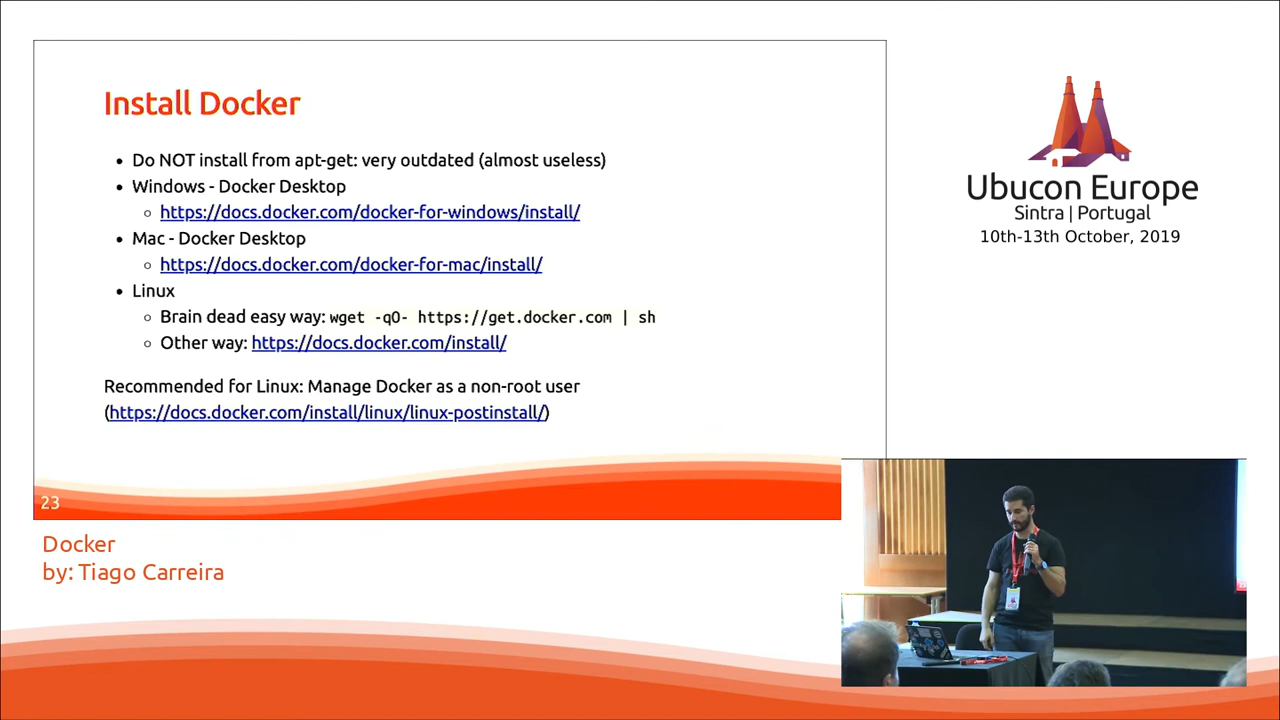 Install Docker
• Do NOT install from apt-get: very outdated (almost useless)
• Windows - Docker Desktop
○ https://docs.docker.com/docker-for-windows/install/
• Mac - Docker Desktop
○ https://docs.docker.com/docker-for-mac/install/
• Linux
○ Brain dead easy way: wget -qO- https://get.docker.com | sh
○ Other way: https://docs.docker.com/install/
Recommended for Linux: Manage Docker as a non-root user
(https://docs.docker.com/install/linux/linux-postinstall/)
23
Docker
by: Tiago Carreira
Ubucon Europe
Sintra | Portugal
10th-13th October, 2019